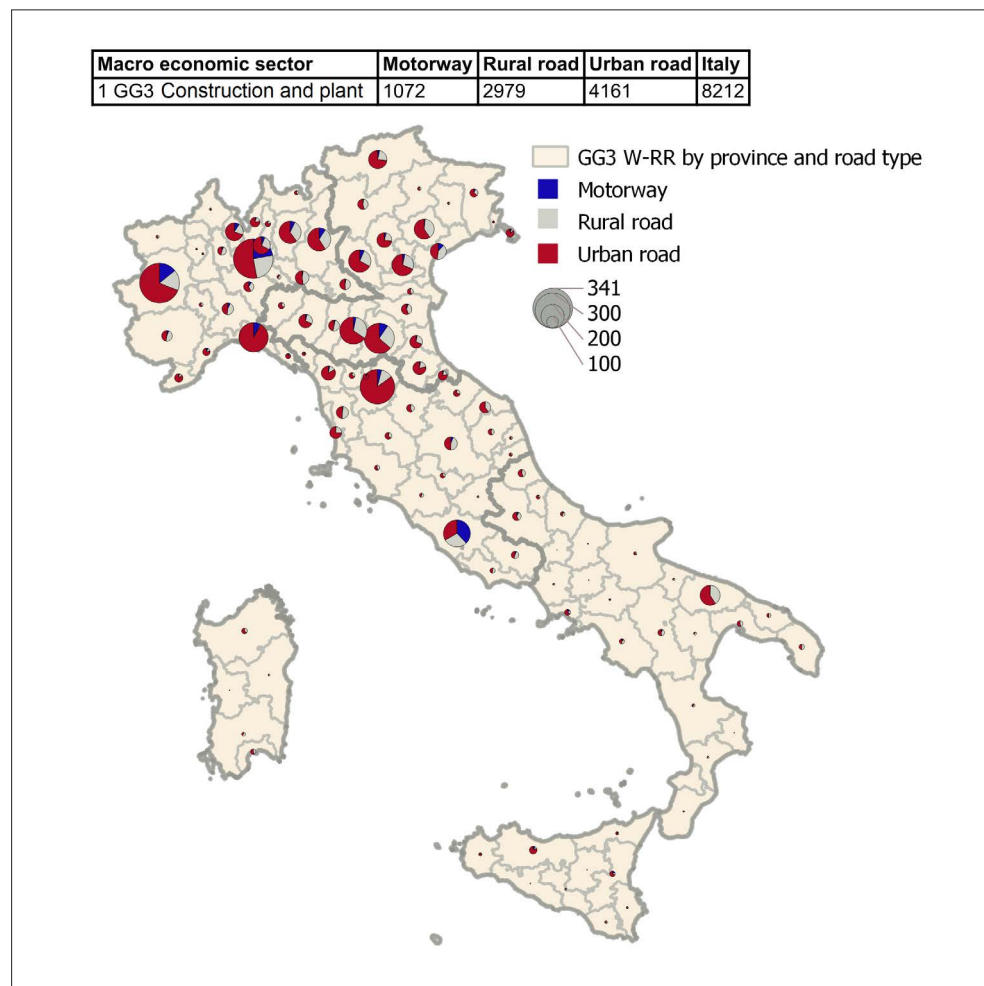 Macro economic sector Motorway Rural road Urban road Italy
1 GG3 Construction and plant 1072 2979 4161 8212
GG3 W-RR by province and road type
Motorway
Rural road
Urban road
341
300
200
100